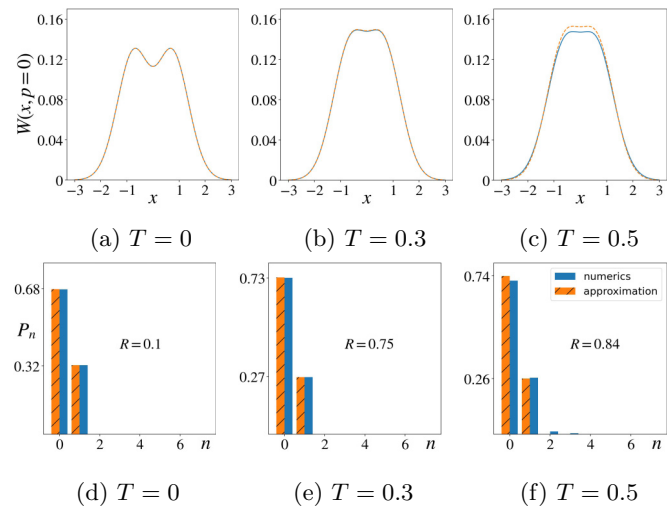 0.16
0.12
0.08
0.04
0
W(x, p=0)
−3 −1 1 3
x
(a) T = 0
0.16
0.12
0.08
0.04
0
−3 −2 −1 0 1 2 3
x
(b) T = 0.3
0.16
0.12
0.08
0.04
0
−3 −2 −1 0 1 2 3
x
(c) T = 0.5
0.68
P_n
0.32
R = 0.1
0 2 4 6 n
(d) T = 0
0.73
0.27
R = 0.75
0 2 4 6 n
(e) T = 0.3
0.74
0.26
numerics
approximation
R = 0.84
0 2 4 6 n
(f) T = 0.5